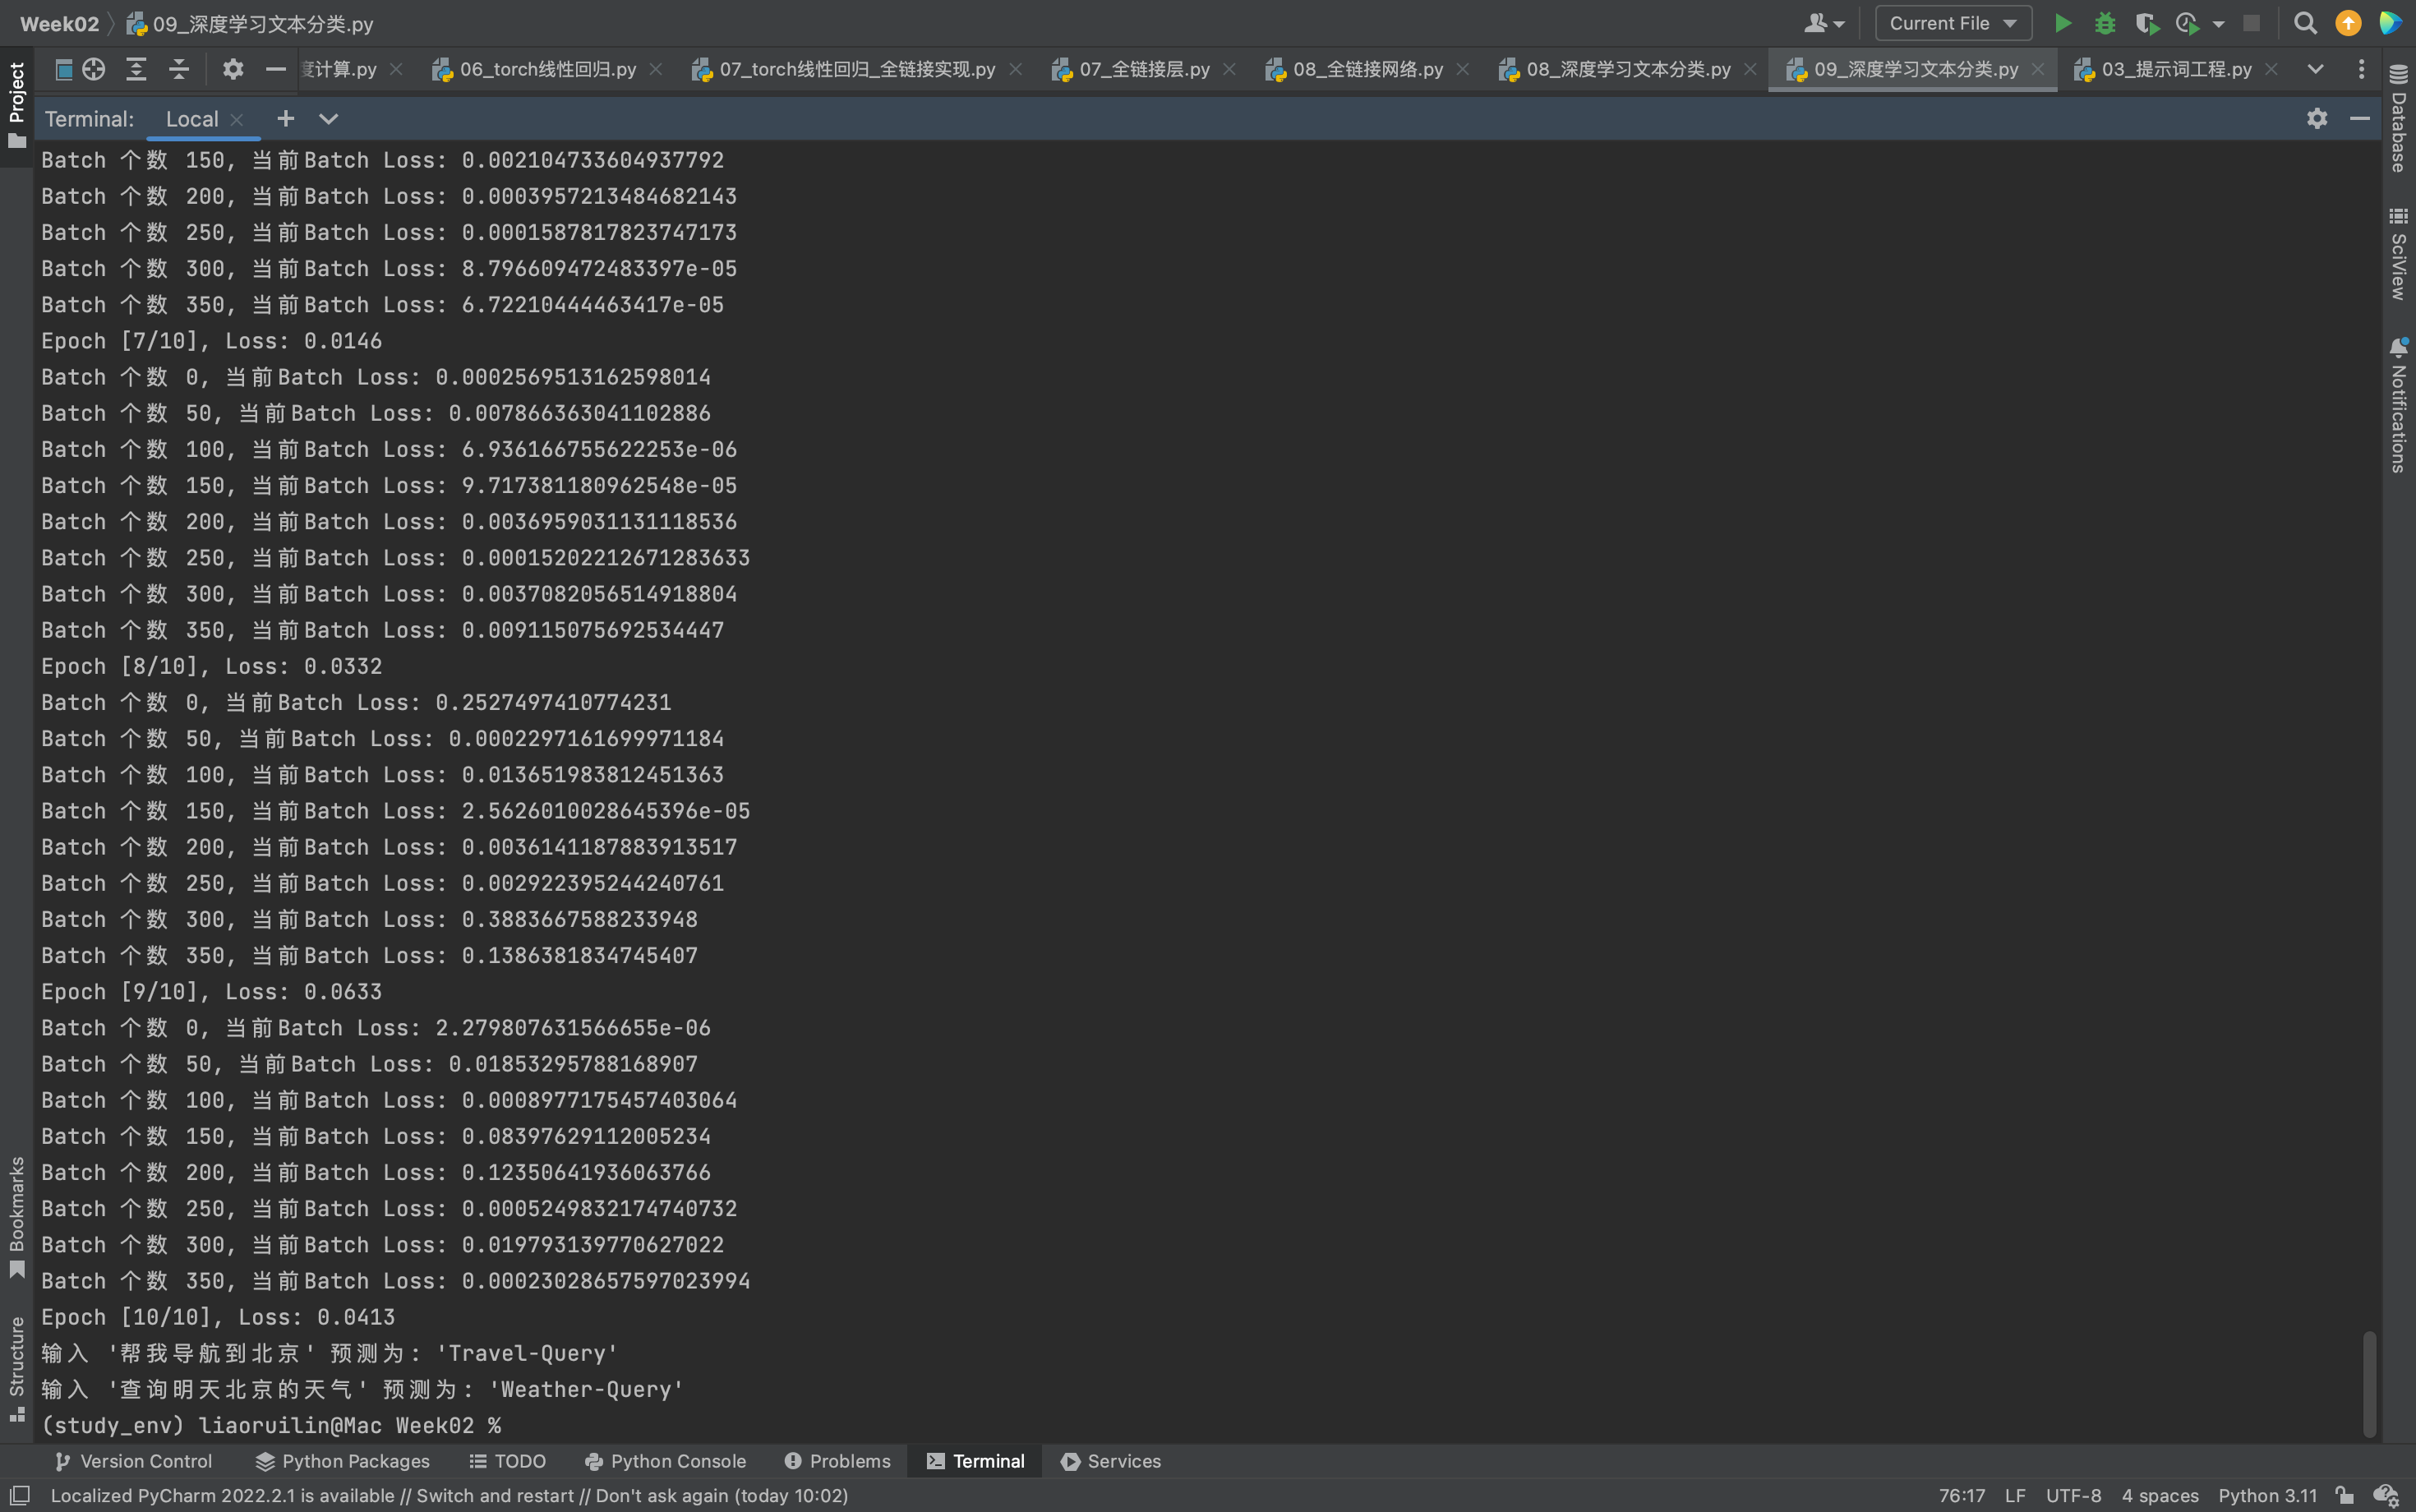 Week02 09_深度学习文本分类.py Current File
度计算.py 06_torch线性回归.py 07_torch线性回归_全链接实现.py 07_全链接层.py 08_全链接网络.py 08_深度学习文本分类.py 09_深度学习文本分类.py 03_提示词工程.py
Project
Terminal: Local
Database
SciView
Notifications
Batch 个数 150, 当前Batch Loss: 0.002104733604937792
Batch 个数 200, 当前Batch Loss: 0.0003957213484682143
Batch 个数 250, 当前Batch Loss: 0.0001587817823747173
Batch 个数 300, 当前Batch Loss: 8.796609472483397e-05
Batch 个数 350, 当前Batch Loss: 6.72210444463417e-05
Epoch [7/10], Loss: 0.0146
Batch 个数 0, 当前Batch Loss: 0.0002569513162598014
Batch 个数 50, 当前Batch Loss: 0.007866363041102886
Batch 个数 100, 当前Batch Loss: 6.936166755622253e-06
Batch 个数 150, 当前Batch Loss: 9.717381180962548e-05
Batch 个数 200, 当前Batch Loss: 0.0036959031131118536
Batch 个数 250, 当前Batch Loss: 0.00015202212671283633
Batch 个数 300, 当前Batch Loss: 0.0037082056514918804
Batch 个数 350, 当前Batch Loss: 0.009115075692534447
Epoch [8/10], Loss: 0.0332
Batch 个数 0, 当前Batch Loss: 0.2527497410774231
Batch 个数 50, 当前Batch Loss: 0.0002297161699971184
Batch 个数 100, 当前Batch Loss: 0.013651983812451363
Batch 个数 150, 当前Batch Loss: 2.5626010028645396e-05
Batch 个数 200, 当前Batch Loss: 0.0036141187883913517
Batch 个数 250, 当前Batch Loss: 0.002922395244240761
Batch 个数 300, 当前Batch Loss: 0.3883667588233948
Batch 个数 350, 当前Batch Loss: 0.1386381834745407
Epoch [9/10], Loss: 0.0633
Batch 个数 0, 当前Batch Loss: 2.279807631566655e-06
Batch 个数 50, 当前Batch Loss: 0.01853295788168907
Batch 个数 100, 当前Batch Loss: 0.0008977175457403064
Batch 个数 150, 当前Batch Loss: 0.08397629112005234
Batch 个数 200, 当前Batch Loss: 0.12350641936063766
Batch 个数 250, 当前Batch Loss: 0.0005249832174740732
Batch 个数 300, 当前Batch Loss: 0.019793139770627022
Batch 个数 350, 当前Batch Loss: 0.00023028657597023994
Epoch [10/10], Loss: 0.0413
输入 '帮我导航到北京' 预测为: 'Travel-Query'
输入 '查询明天北京的天气' 预测为: 'Weather-Query'
(study_env) liaoruilin@Mac Week02 %
Bookmarks
Structure
Version Control Python Packages TODO Python Console Problems Terminal Services
Localized PyCharm 2022.2.1 is available // Switch and restart // Don't ask again (today 10:02) 76:17 LF UTF-8 4 spaces Python 3.11